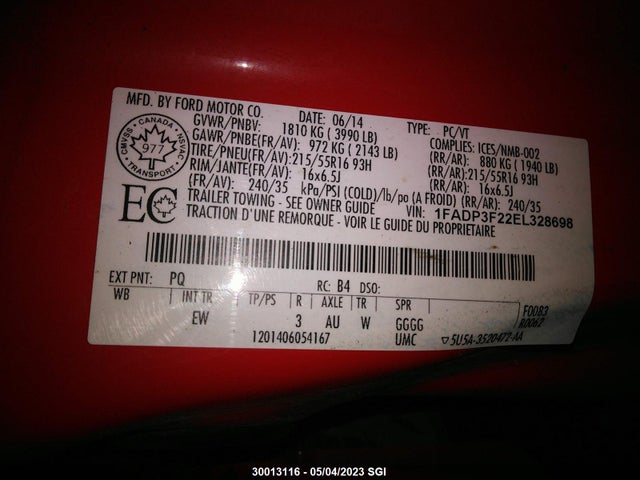 MFD. BY FORD MOTOR CO. DATE: 06/14 TYPE: PC/VT
GVWR/PNBV: 1810 KG ( 3990 LB) COMPLIES: ICES/NMB-002
GAWR/PNBE(FR/AV): 972 KG ( 2143 LB) (RR/AR): 880 KG ( 1940 LB)
TIRE/PNEU(FR/AV): 215/55R16 93H (RR/AR): 215/55R16 93H
RIM/JANTE(FR/AV): 16x6.5J (RR/AR): 16x6.5J
(FR/AV): 240/35 kPa/PSI (COLD)/lb/po (A FROID) (RR/AR): 240/35
TRAILER TOWING - SEE OWNER GUIDE VIN: 1FADP3F22EL328698
TRACTION D'UNE REMORQUE - VOIR LE GUIDE DU PROPRIETAIRE
CMVSS • CANADA • NSVAC
977
TRANSPORT
EC
EXT PNT: PQ RC: B4 DSO:
WB INT TR TP/PS R AXLE TR SPR F0083
EW 3 AU W GGGG R0062
1201406054167 UMC ▽5U5A-3520472-AA
30013116 - 05/04/2023 SGI